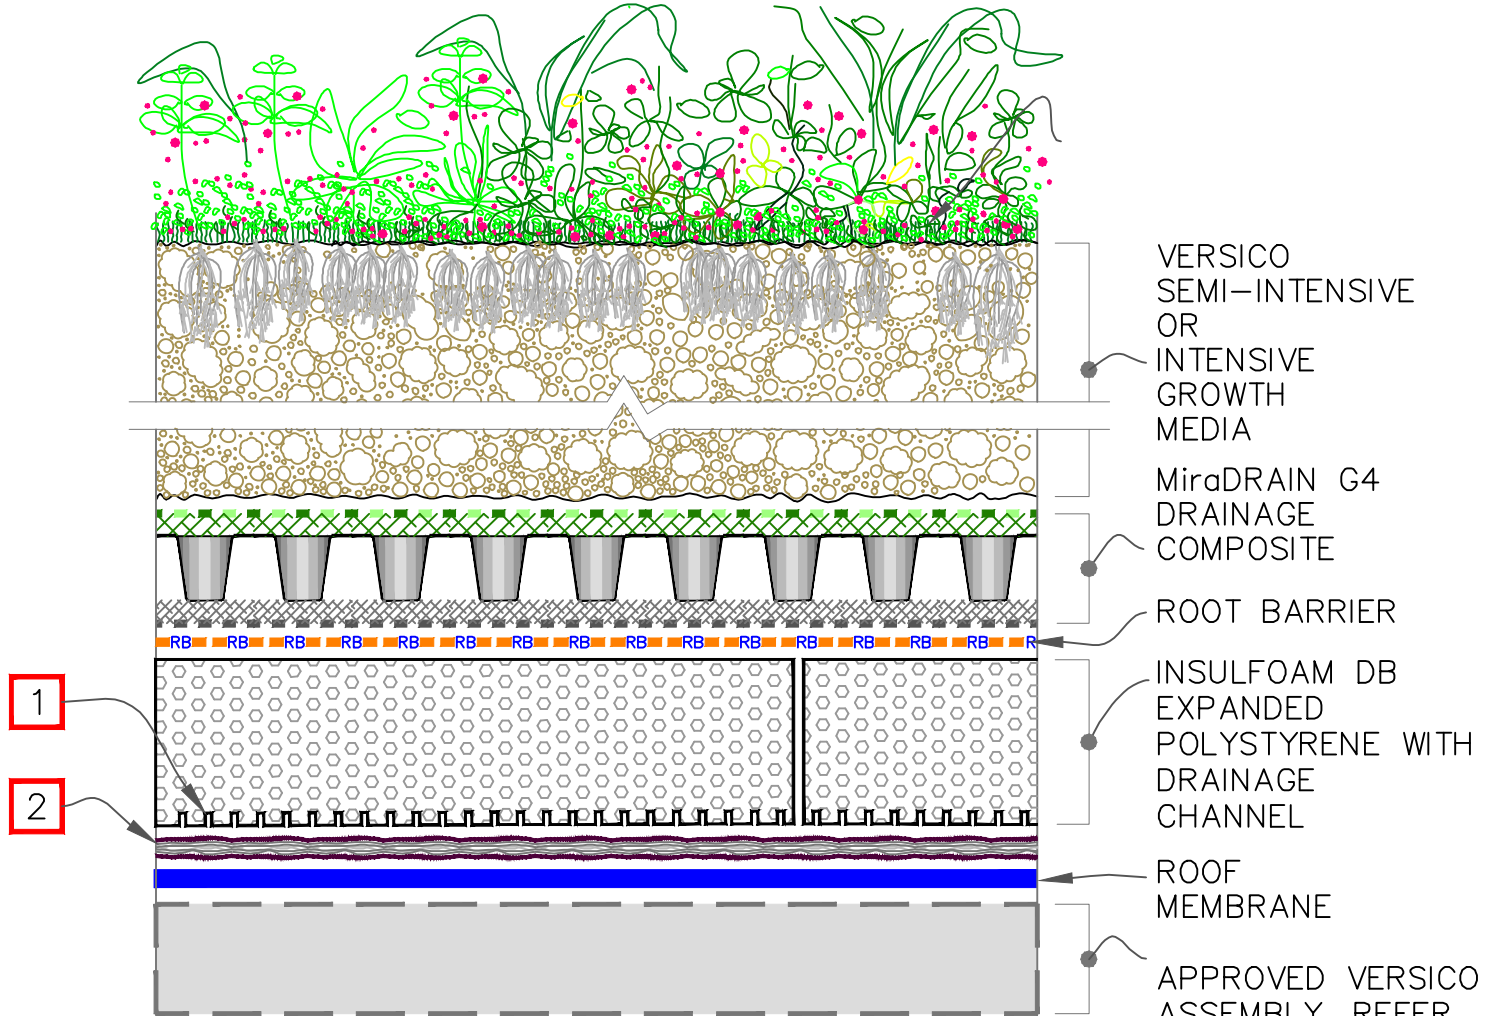 VERSICO
SEMI-INTENSIVE
OR
INTENSIVE
GROWTH
MEDIA
MiraDRAIN G4
DRAINAGE
COMPOSITE
ROOT BARRIER
RB RB RB RB RB RB RB RB RB RB RB RB RB RB RB R
INSULFOAM DB
EXPANDED
POLYSTYRENE WITH
DRAINAGE
CHANNEL
1
2
ROOF
MEMBRANE
APPROVED VERSICO
ASSEMBLY REFER